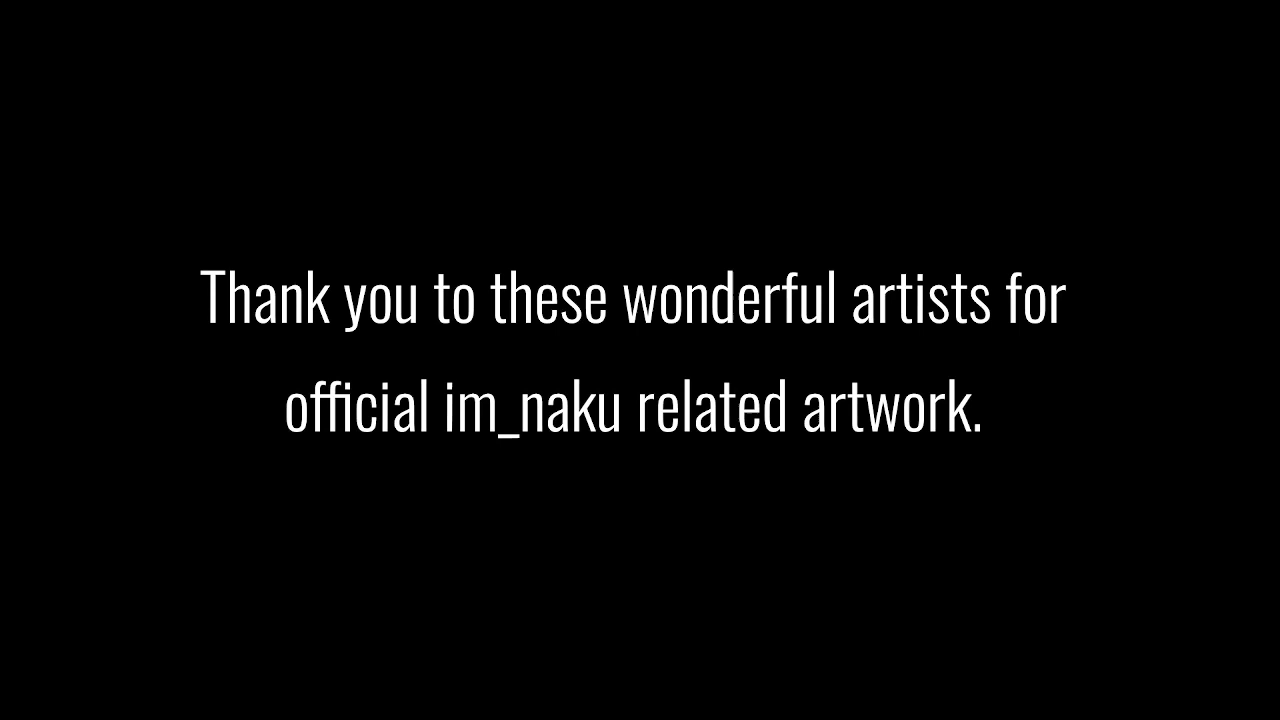 Thank you to these wonderful artists for
official im_naku related artwork.